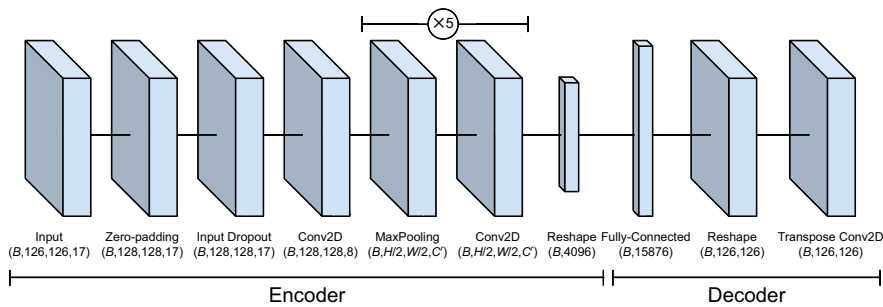 ×5
Input
(B,126,126,17)
Zero-padding
(B,128,128,17)
Input Dropout
(B,128,128,17)
Conv2D
(B,128,128,8)
MaxPooling
(B,H/2,W/2,C')
Conv2D
(B,H/2,W/2,C')
Reshape
(B,4096)
Fully-Connected
(B,15876)
Reshape
(B,126,126)
Transpose Conv2D
(B,126,126)
Encoder
Decoder